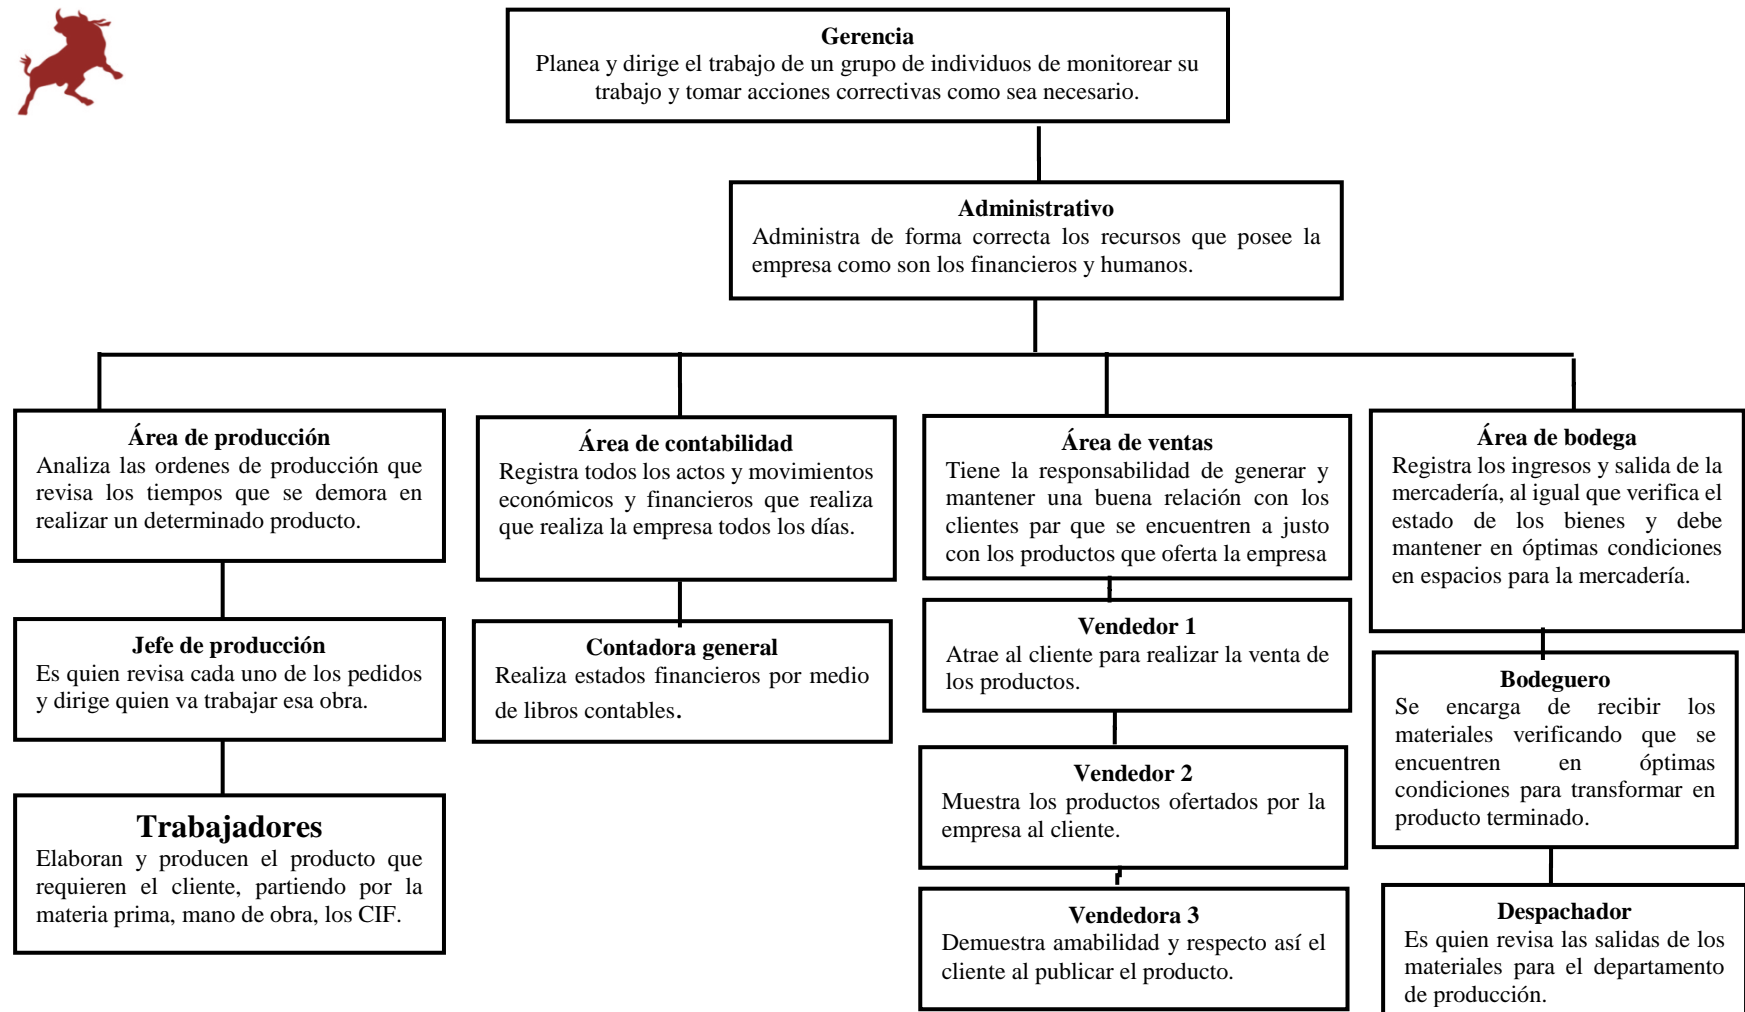 Gerencia
Planea y dirige el trabajo de un grupo de individuos de monitorear su
trabajo y tomar acciones correctivas como sea necesario.
Administrativo
Administra de forma correcta los recursos que posee la
empresa como son los financieros y humanos.
Área de producción
Analiza las ordenes de producción que
revisa los tiempos que se demora en
realizar un determinado producto.
Jefe de producción
Es quien revisa cada uno de los pedidos
y dirige quien va trabajar esa obra.
Trabajadores
Elaboran y producen el producto que
requieren el cliente, partiendo por la
materia prima, mano de obra, los CIF.
Área de contabilidad
Registra todos los actos y movimientos
económicos y financieros que realiza
que realiza la empresa todos los días.
Contadora general
Realiza estados financieros por medio
de libros contables.
Área de ventas
Tiene la responsabilidad de generar y
mantener una buena relación con los
clientes par que se encuentren a justo
con los productos que oferta la empresa
Vendedor 1
Atrae al cliente para realizar la venta de
los productos.
Vendedor 2
Muestra los productos ofertados por la
empresa al cliente.
Vendedora 3
Demuestra amabilidad y respecto así el
cliente al publicar el producto.
Área de bodega
Registra los ingresos y salida de la
mercadería, al igual que verifica el
estado de los bienes y debe
mantener en óptimas condiciones
en espacios para la mercadería.
Bodeguero
Se encarga de recibir los
materiales verificando que se
encuentren en óptimas
condiciones para transformar en
producto terminado.
Despachador
Es quien revisa las salidas de los
materiales para el departamento
de producción.